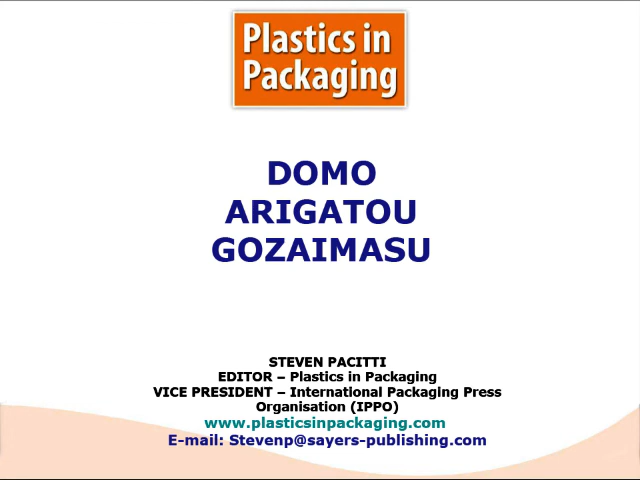 Plastics in
Packaging
DOMO
ARIGATOU
GOZAIMASU
STEVEN PACITTI
EDITOR – Plastics in Packaging
VICE PRESIDENT – International Packaging Press
Organisation (IPPO)
www.plasticsinpackaging.com
E-mail: Stevenp@sayers-publishing.com